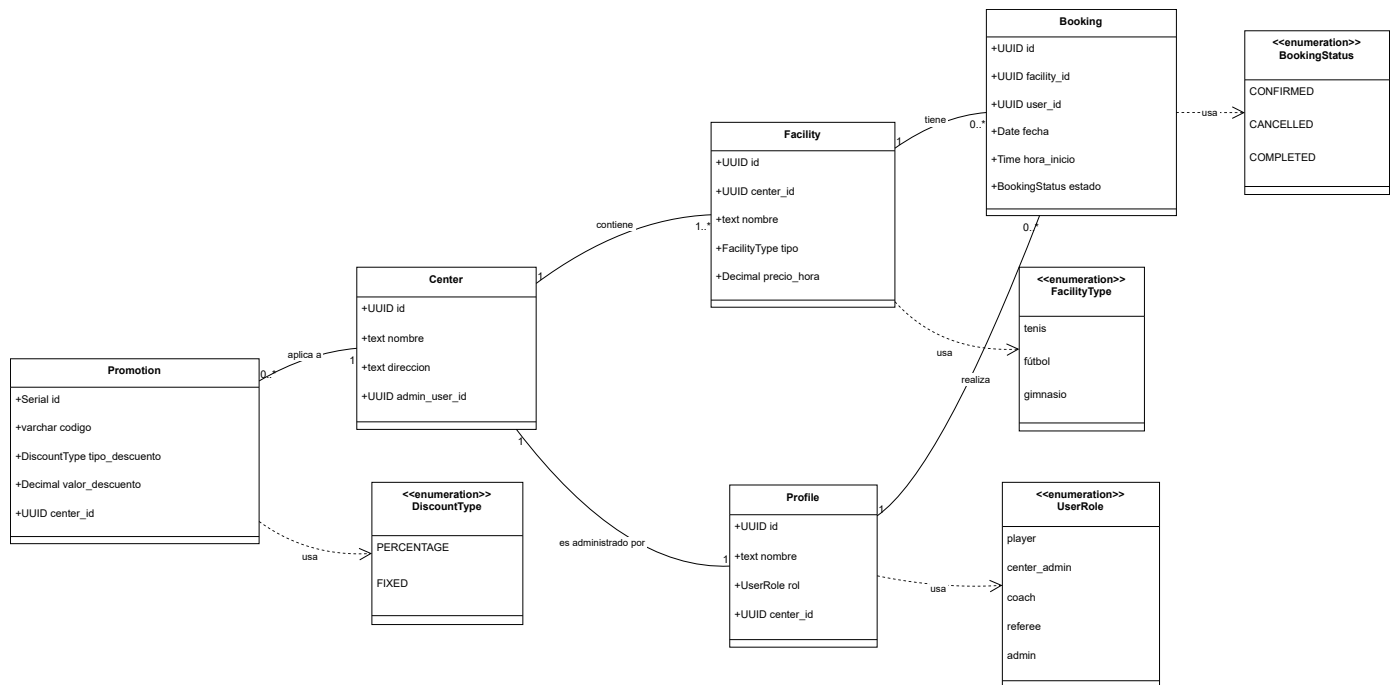 Booking
+UUID id
+UUID facility_id
+UUID user_id
+Date fecha
+Time hora_inicio
+BookingStatus estado
<<enumeration>>
BookingStatus
CONFIRMED
CANCELLED
COMPLETED
usa
tiene
1
0..*
Facility
+UUID id
+UUID center_id
+text nombre
+FacilityType tipo
+Decimal precio_hora
contiene
1
1..*
0..*
<<enumeration>>
FacilityType
tenis
fútbol
gimnasio
usa
realiza
1
Center
+UUID id
+text nombre
+text direccion
+UUID admin_user_id
aplica a
0..*
1
Promotion
+Serial id
+varchar codigo
+DiscountType tipo_descuento
+Decimal valor_descuento
+UUID center_id
usa
<<enumeration>>
DiscountType
PERCENTAGE
FIXED
1
es administrado por
1
Profile
+UUID id
+text nombre
+UserRole rol
+UUID center_id
usa
<<enumeration>>
UserRole
player
center_admin
coach
referee
admin